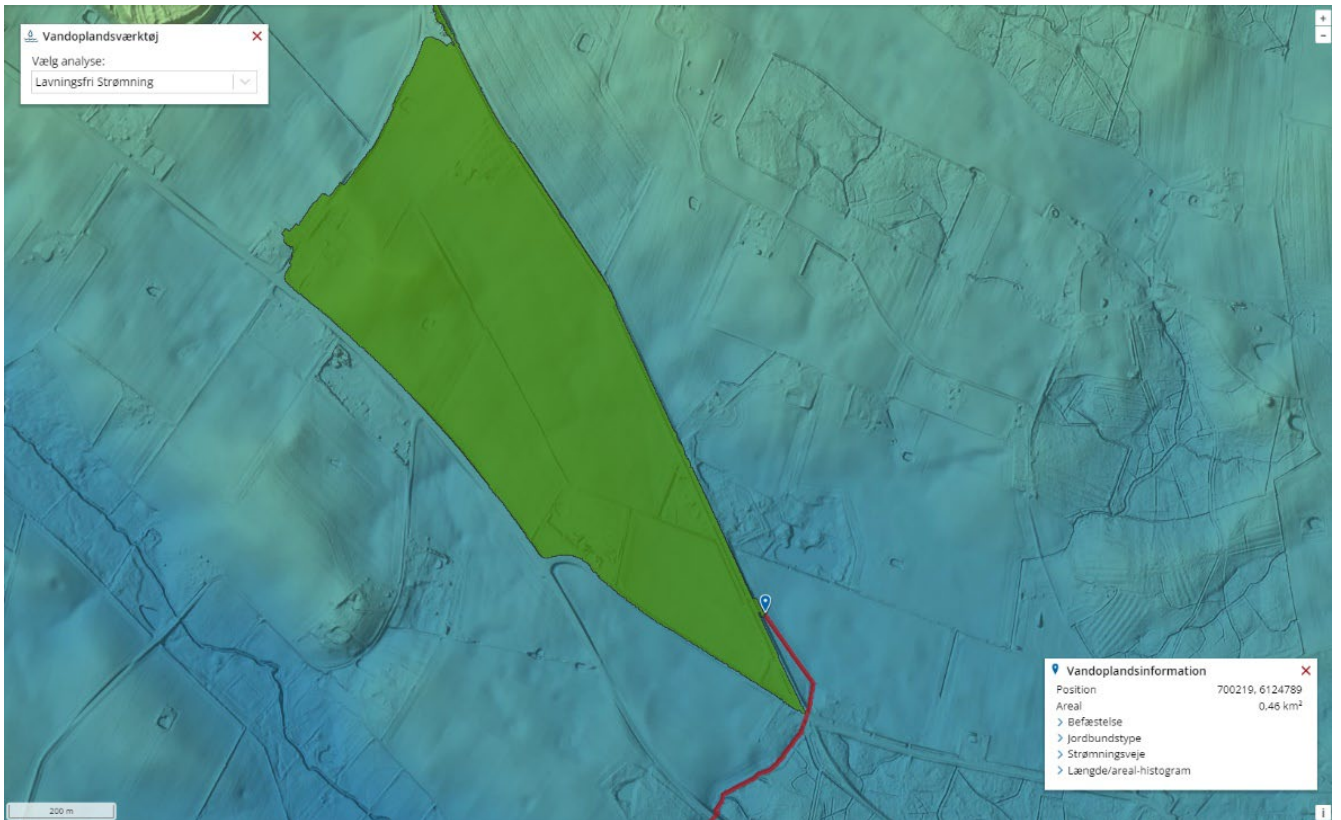 Vandoplandsværktøj
Vælg analyse:
Lavningsfri Strømning
+
-
Vandoplandsinformation
Position 700219, 6124789
Areal 0.46 km²
> Befæstelse
> Jordbundstype
> Strømningsveje
> Længde/areal-histogram
200 m
i